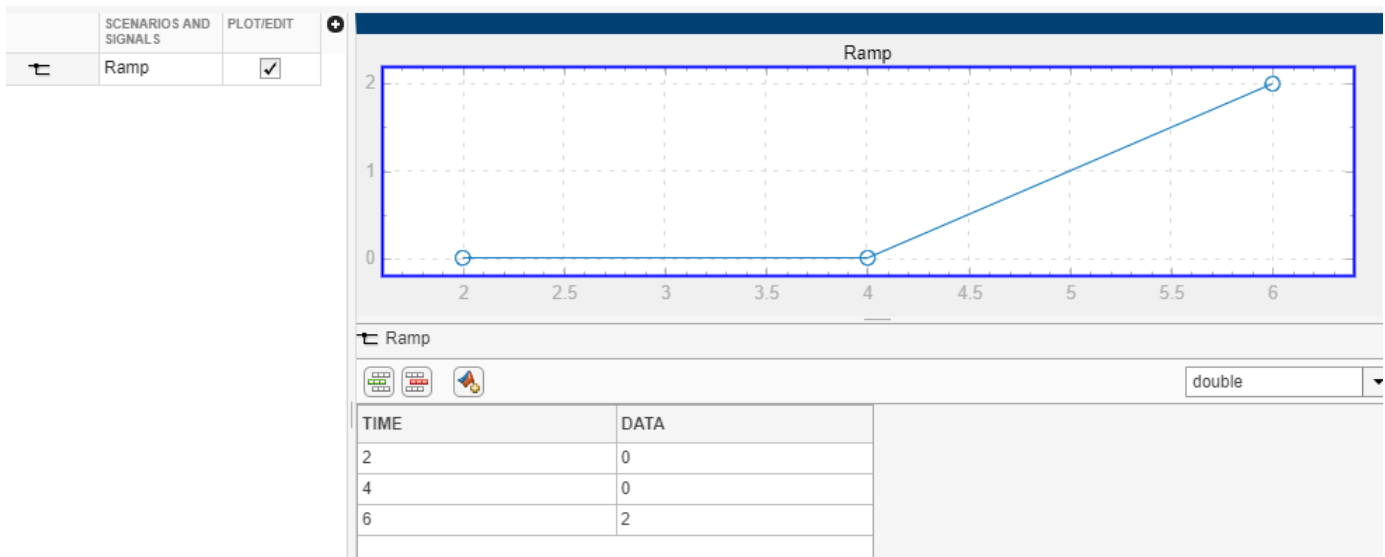 SCENARIOS AND SIGNALS PLOT/EDIT
Ramp
Ramp
2
1
0
2 2.5 3 3.5 4 4.5 5 5.5 6
Ramp
double
TIME DATA
2 0
4 0
6 2